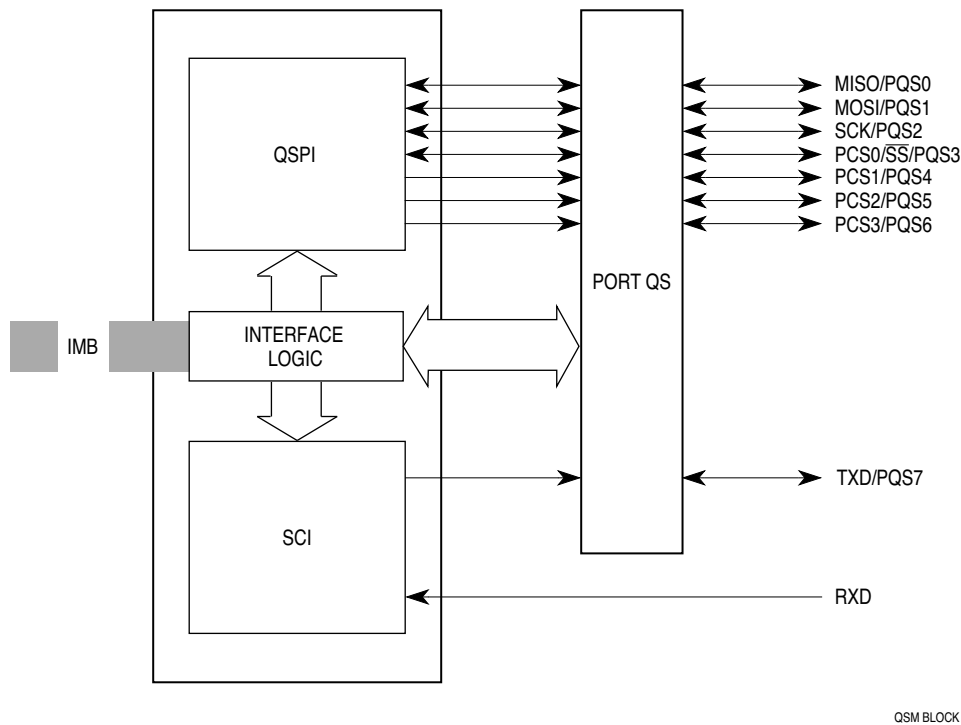 QSPI
MISO/PQS0
MOSI/PQS1
SCK/PQS2
PCS0/S̅S̅/PQS3
PCS1/PQS4
PCS2/PQS5
PCS3/PQS6
PORT QS
IMB
INTERFACE
LOGIC
SCI
TXD/PQS7
RXD
QSM BLOCK